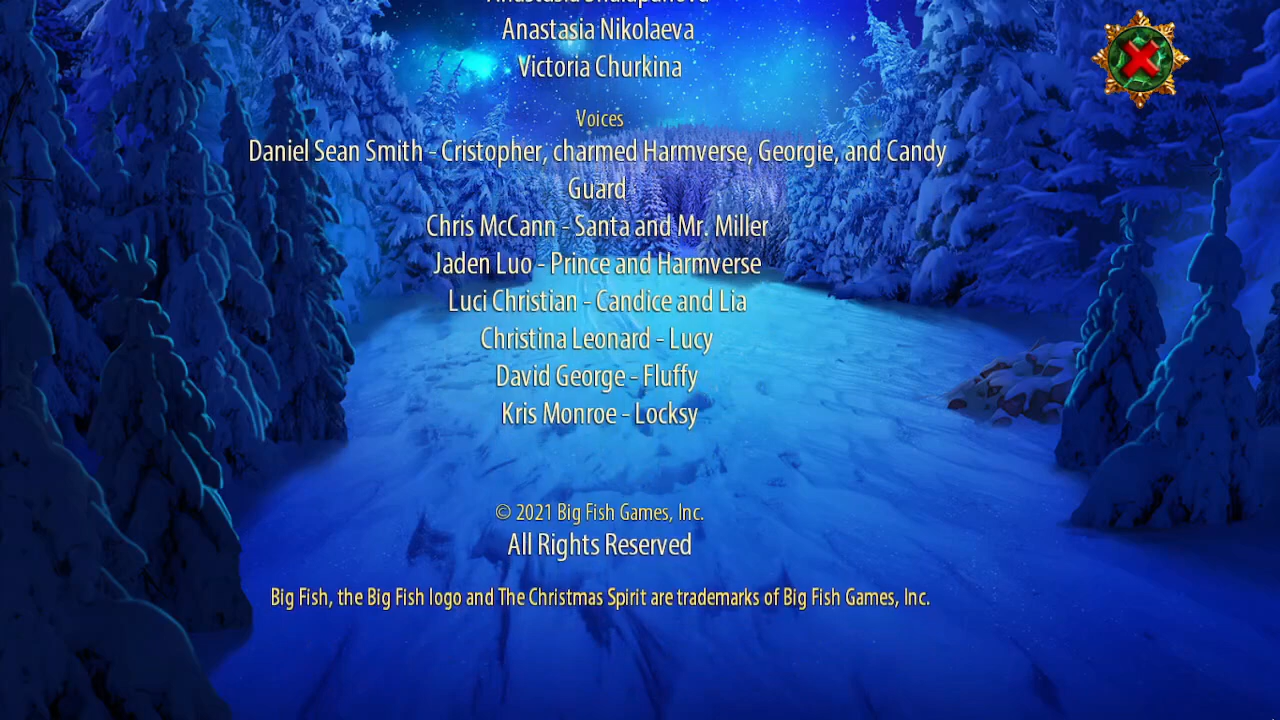 Anastasia Nikolaeva
Victoria Churkina
Voices
Daniel Sean Smith - Cristopher, charmed Harmverse, Georgie, and Candy
Guard
Chris McCann - Santa and Mr. Miller
Jaden Luo - Prince and Harmverse
Luci Christian - Candice and Lia
Christina Leonard - Lucy
David George - Fluffy
Kris Monroe - Locksy
© 2021 Big Fish Games, Inc.
All Rights Reserved
Big Fish, the Big Fish logo and The Christmas Spirit are trademarks of Big Fish Games, Inc.